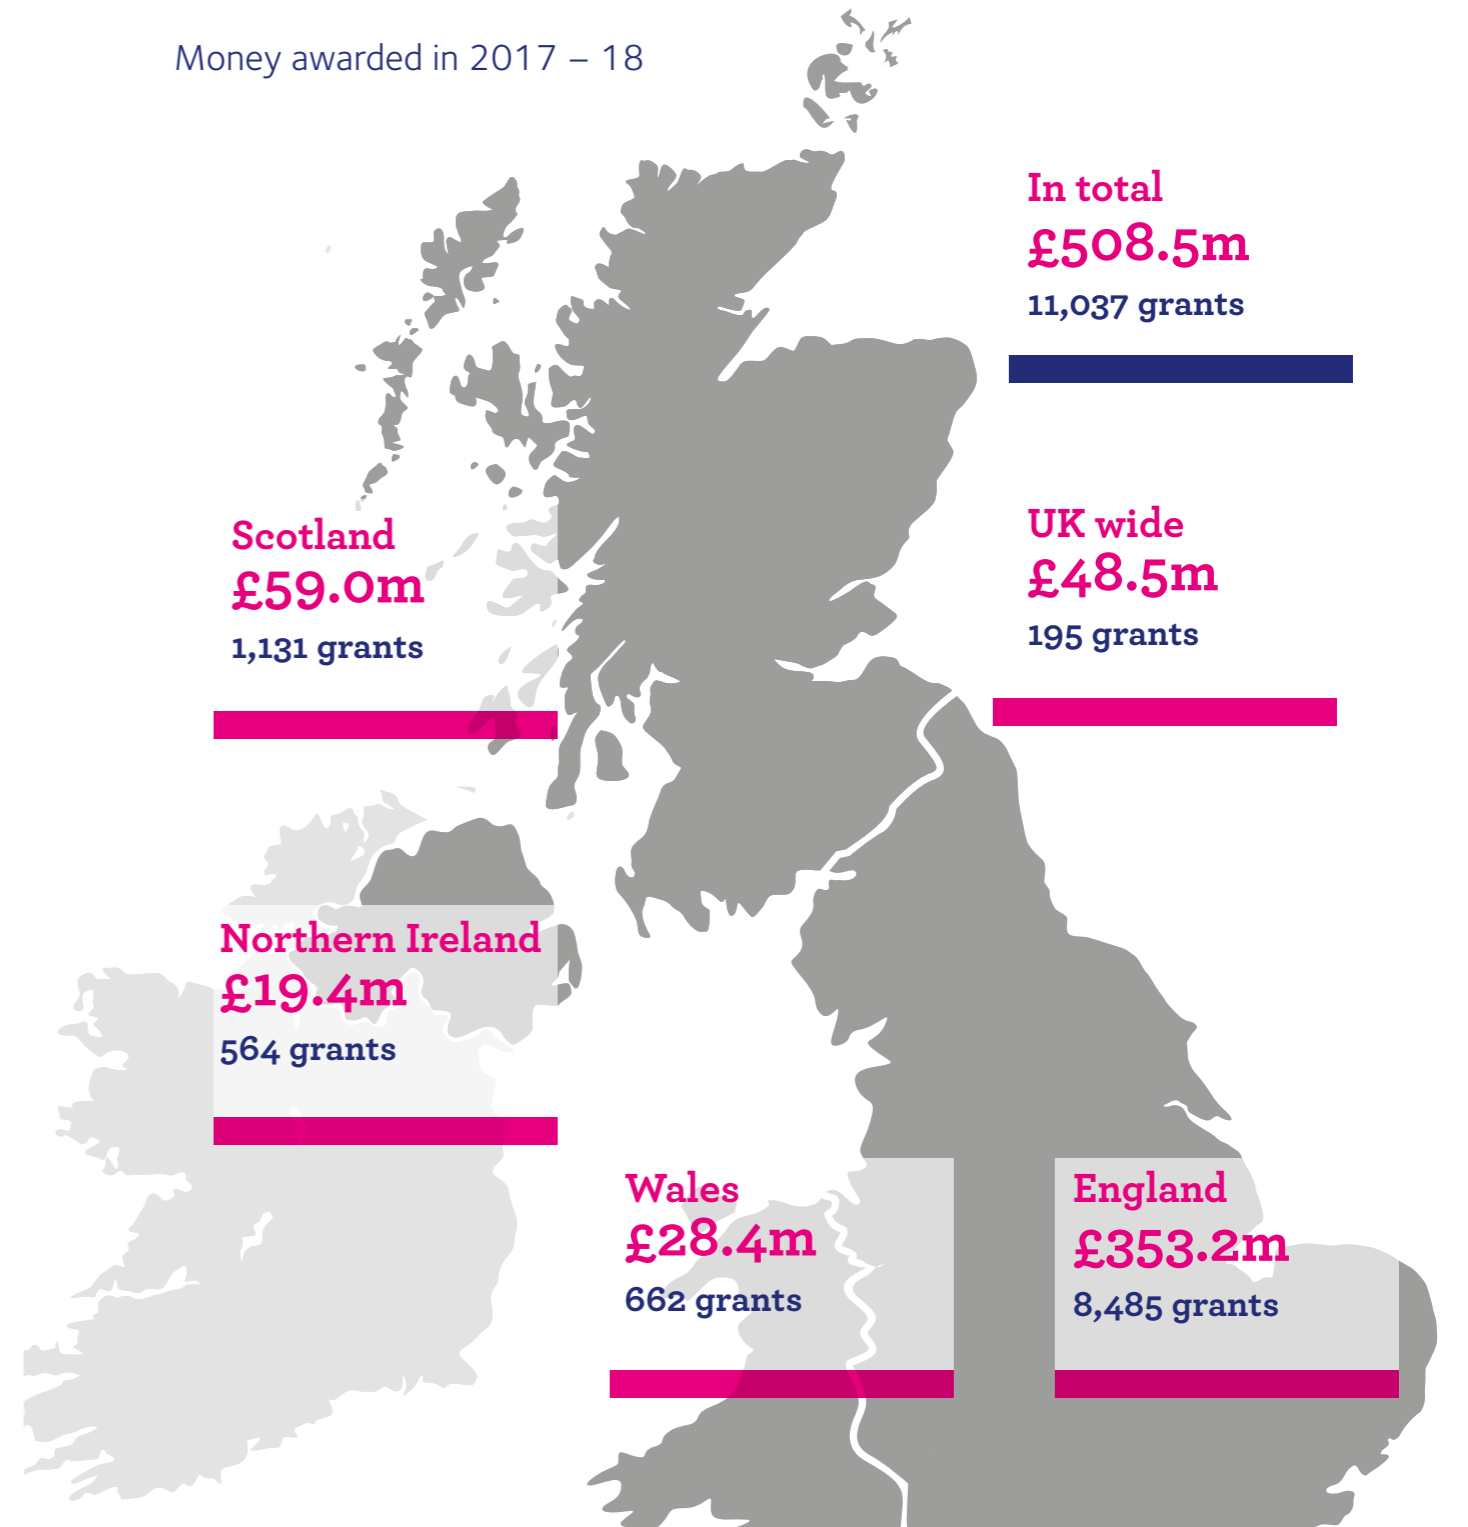 Money awarded in 2017 – 18
In total
£508.5m
11,037 grants
Scotland
£59.0m
1,131 grants
UK wide
£48.5m
195 grants
Northern Ireland
£19.4m
564 grants
Wales
£28.4m
662 grants
England
£353.2m
8,485 grants